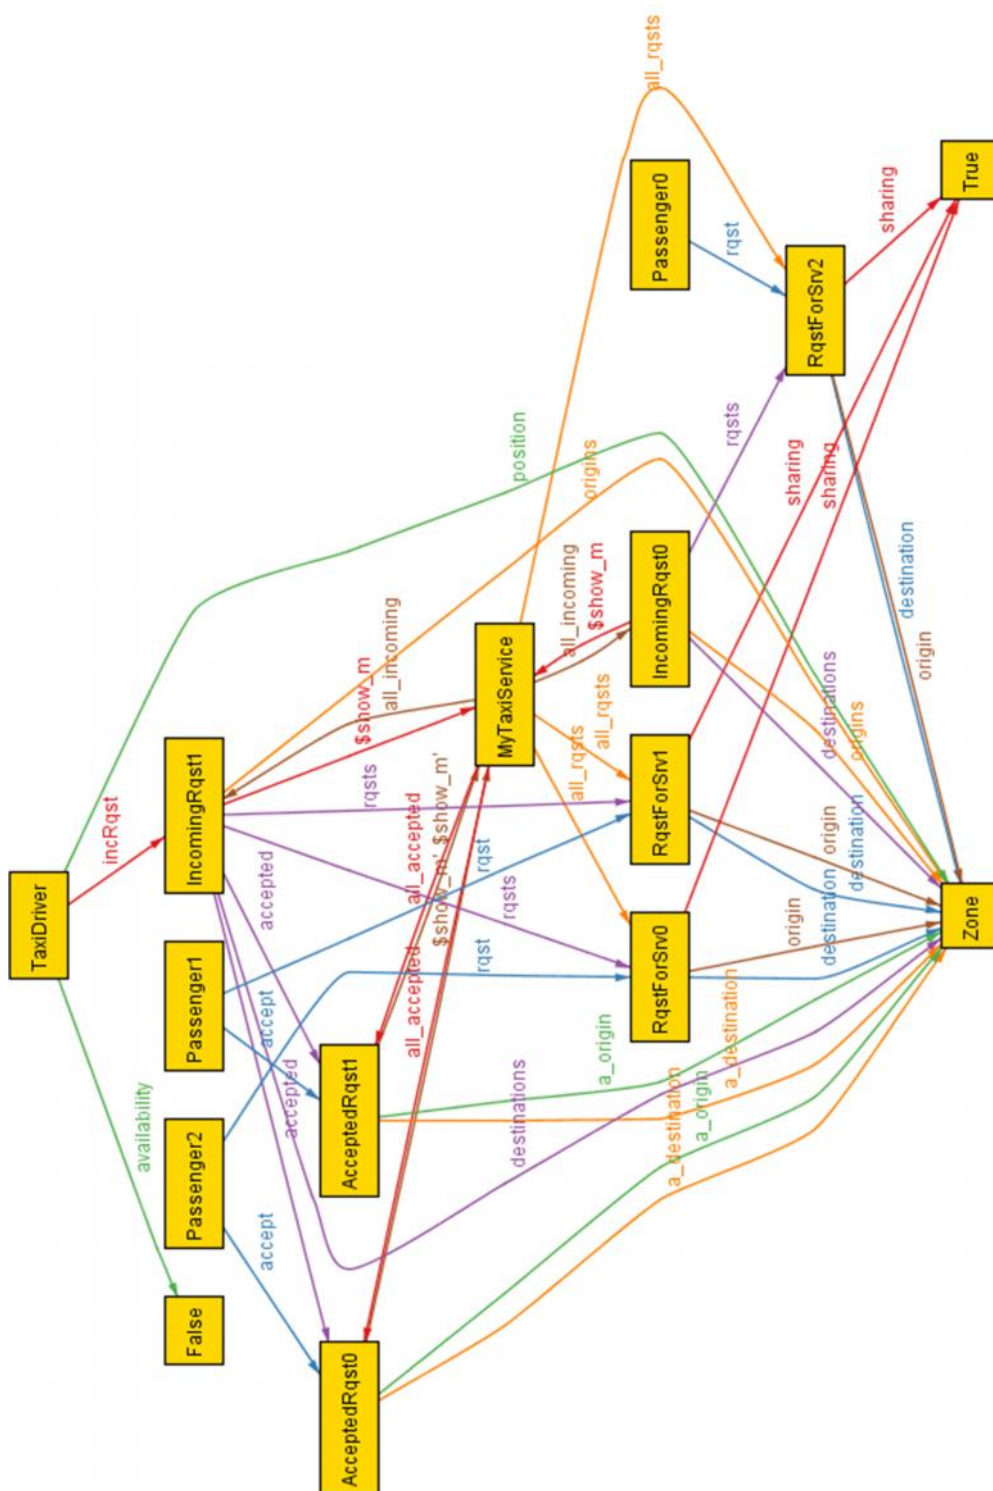 TaxiDriver
incRqst
availability
position
False
Passenger2
Passenger1
IncomingRqst1
accept
accept
accepted
accepted
rqsts
$show_m
all_incoming
origins
AcceptedRqst0
AcceptedRqst1
MyTaxiService
all_accepted
all_accepted
$show_m'
$show_m'
rqst
rqst
rqsts
destinations
all_rqsts
all_rqsts
all_rqsts
all_incoming
$show_m
RqstForSrv0
RqstForSrv1
IncomingRqst0
Passenger0
rqsts
rqst
a_origin
a_destination
a_destination
a_origin
origin
destination
origin
destination
destinations
origins
sharing
sharing
RqstForSrv2
sharing
destination
origin
Zone
True